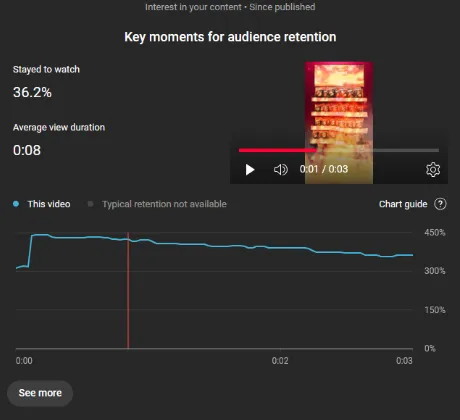 Interest in your content • Since published
Key moments for audience retention
Stayed to watch
36.2%
Average view duration
0:08
0:01 / 0:03
This video
Typical retention not available
Chart guide ?
450%
300%
150%
0%
0:00
0:02
0:03
See more